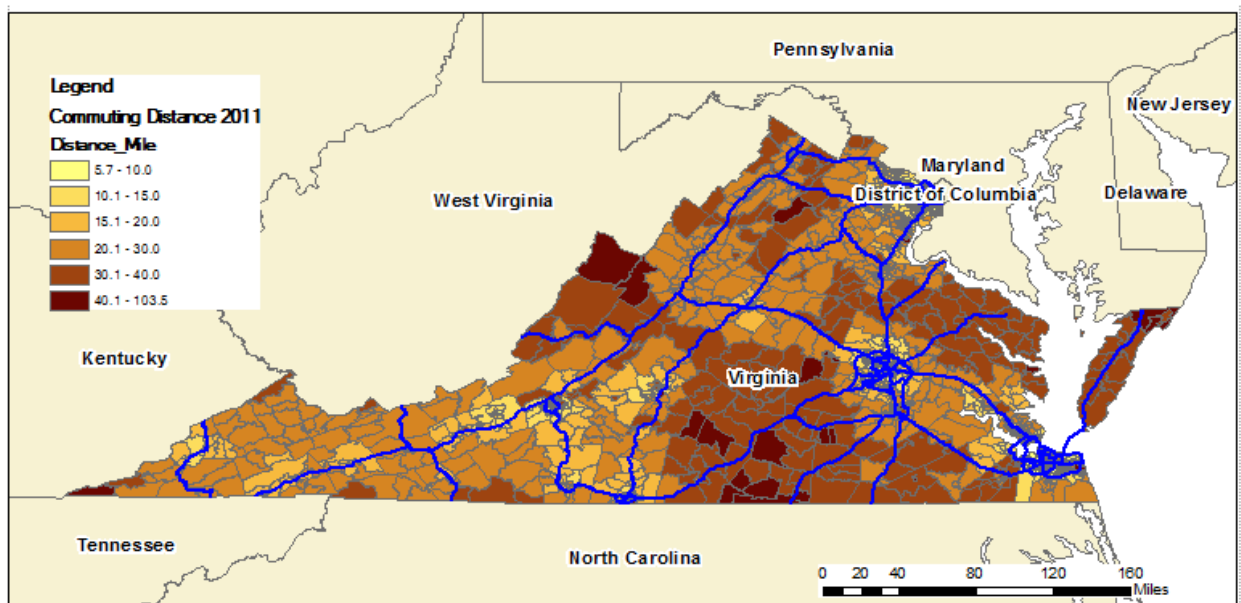 Pennsylvania
Legend
Commuting Distance 2011
Distance_Mile
5.7 - 10.0
10.1 - 15.0
15.1 - 20.0
20.1 - 30.0
30.1 - 40.0
40.1 - 103.5
New Jersey
Maryland
District of Columbia
Delaware
West Virginia
Kentucky
Virginia
Tennessee
North Carolina
0 20 40 80 120 160
Miles